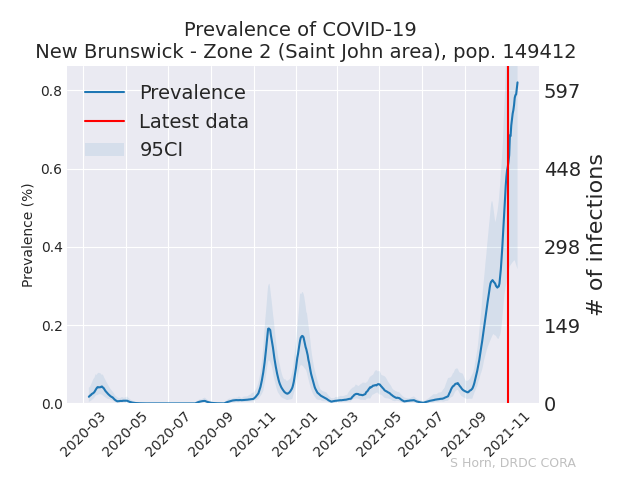 Prevalence of COVID-19
New Brunswick - Zone 2 (Saint John area), pop. 149412
Prevalence
Latest data
95CI
Prevalence (%)
0.8
0.6
0.4
0.2
0.0
597
448
298
149
0
# of infections
2020-03
2020-05
2020-07
2020-09
2020-11
2021-01
2021-03
2021-05
2021-07
2021-09
2021-11
S Horn, DRDC CORA